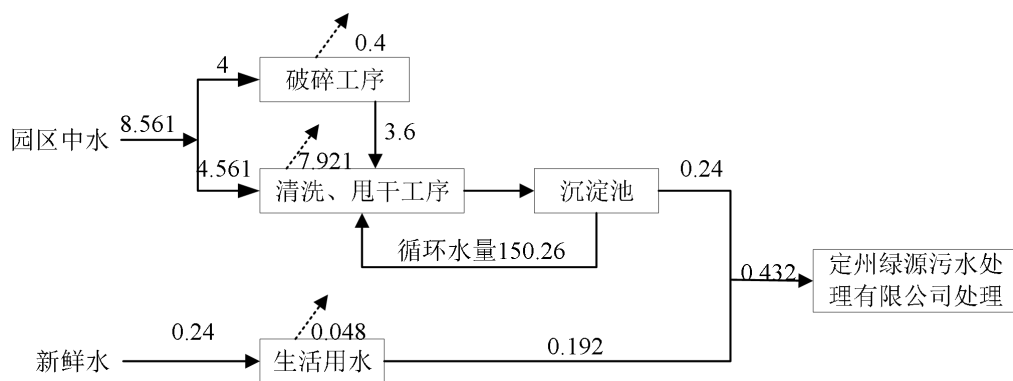 0.4
4
破碎工序
8.561
园区中水
3.6
4.561
7.921
0.24
清洗、甩干工序
沉淀池
循环水量150.26
定州绿源污水处
理有限公司处理
0.432
0.24
0.048
0.192
新鲜水
生活用水